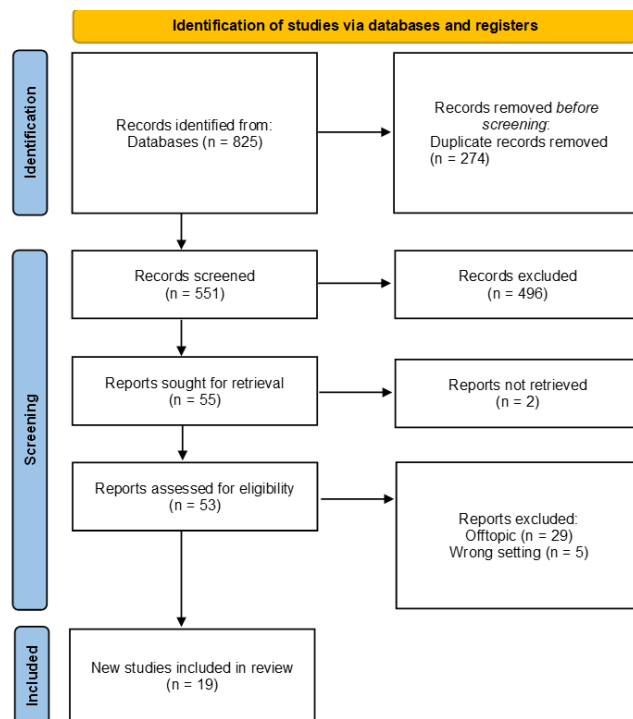 Identification of studies via databases and registers
Identification
Records identified from:
Databases (n = 825)
Records removed before
screening:
Duplicate records removed
(n = 274)
Screening
Records screened
(n = 551)
Records excluded
(n = 496)
Reports sought for retrieval
(n = 55)
Reports not retrieved
(n = 2)
Reports assessed for eligibility
(n = 53)
Reports excluded:
Offtopic (n = 29)
Wrong setting (n = 5)
Included
New studies included in review
(n = 19)